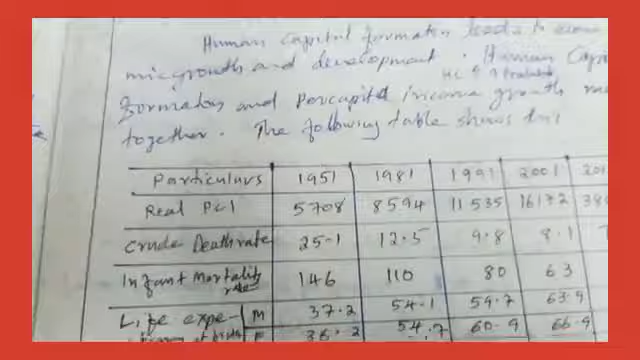 Human Capital formation leads to econo
mic growth and development. Human Capi
HC
formation and Percapita income growth
together. The following table shows this
Particulars 1951 1981 1991 2001 20
Real PCI 5708 8594 11535 16172
Crude Death rate 25.1 12.5 9.8 8.1
Infant Mortality rate 146 110 80 63
Life expe- M 37.2 54.1 59.7 63.9
F 36.2 54.7 60.9 66.9